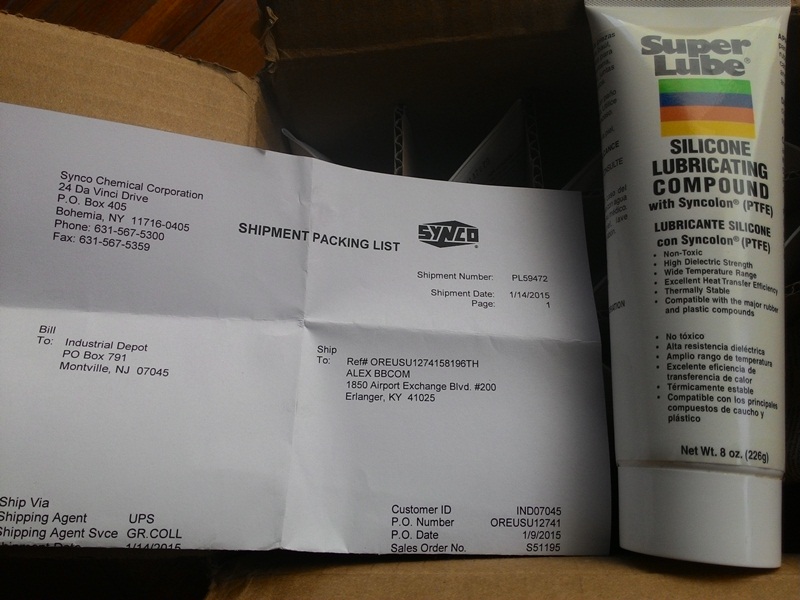 Synco Chemical Corporation
24 Da Vinci Drive
P.O. Box 405
Bohemia, NY 11716-0405
Phone: 631-567-5300
Fax: 631-567-5359
SHIPMENT PACKING LIST
SYNCO
Shipment Number: PL59472
Shipment Date: 1/14/2015
Page: 1
Bill
To: Industrial Depot
PO Box 791
Montville, NJ 07045
Ship
To: Ref# OREUSU1274158196TH
ALEX BBCOM
1850 Airport Exchange Blvd. #200
Erlanger, KY 41025
Ship Via
Shipping Agent UPS
Shipping Agent Svce GR.COLL
Shipment Date 1/14/2015
Customer ID IND07045
P.O. Number OREUSU12741
P.O. Date 1/9/2015
Sales Order No. S51195
Super
Lube®
SILICONE
LUBRICATING
COMPOUND
with Syncolon® (PTFE)
LUBRICANTE SILICONE
con Syncolon® (PTFE)
• Non-Toxic
• High Dielectric Strength
• Wide Temperature Range
• Excellent Heat Transfer Efficiency
• Thermally Stable
• Compatible with the major rubber
and plastic compounds
• No tóxico
• Alta resistencia dieléctrica
• Amplio rango de temperatura
• Excelente eficiencia de
transferencia de calor
• Térmicamente estable
• Compatible con los principales
compuestos de caucho y
plástico
Net Wt. 8 oz. (226g)